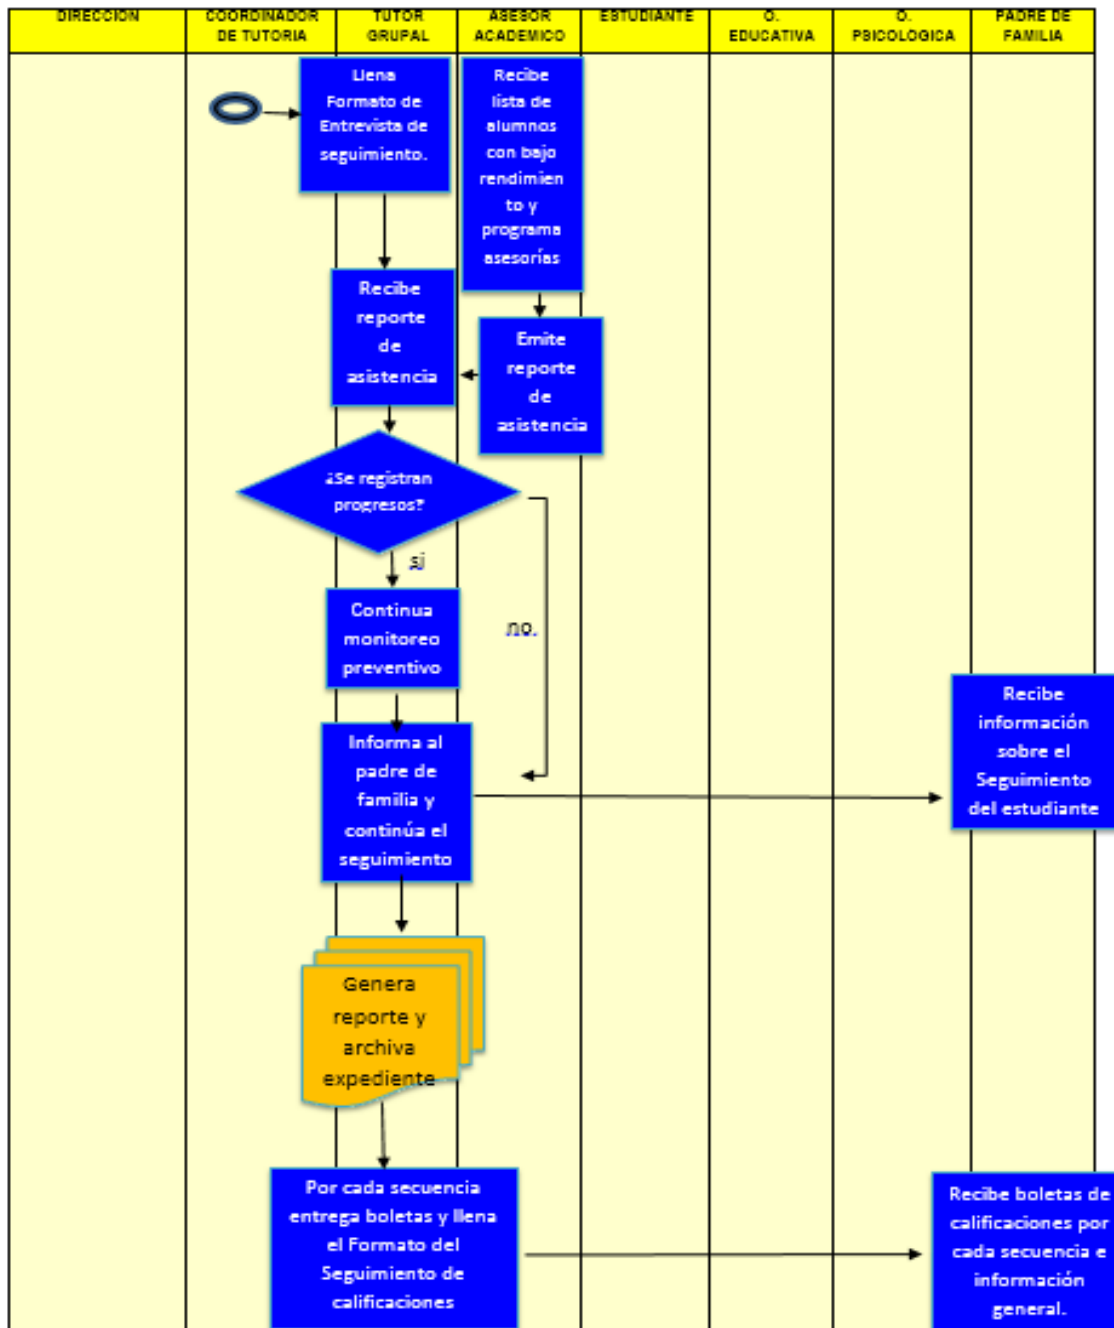 DIRECCION
COORDINADOR
DE TUTORIA
TUTOR
GRUPAL
ASESOR
ACADEMICO
ESTUDIANTE
O.
EDUCATIVA
O.
PSICOLOGICA
PADRE DE
FAMILIA
Llena
Formato de
Entrevista de
seguimiento.
Recibe
lista de
alumnos
con bajo
rendimien
to y
programa
asesorías
Recibe
reporte
de
asistencia
Emite
reporte
de
asistencia
¿Se registran
progresos?
si
no.
Continua
monitoreo
preventivo
Informa al
padre de
familia y
continúa el
seguimiento
Recibe
información
sobre el
Seguimiento
del estudiante
Genera
reporte y
archiva
expediente
Por cada secuencia
entrega boletas y llena
el Formato del
Seguimiento de
calificaciones
Recibe boletas de
calificaciones por
cada secuencia e
información
general.